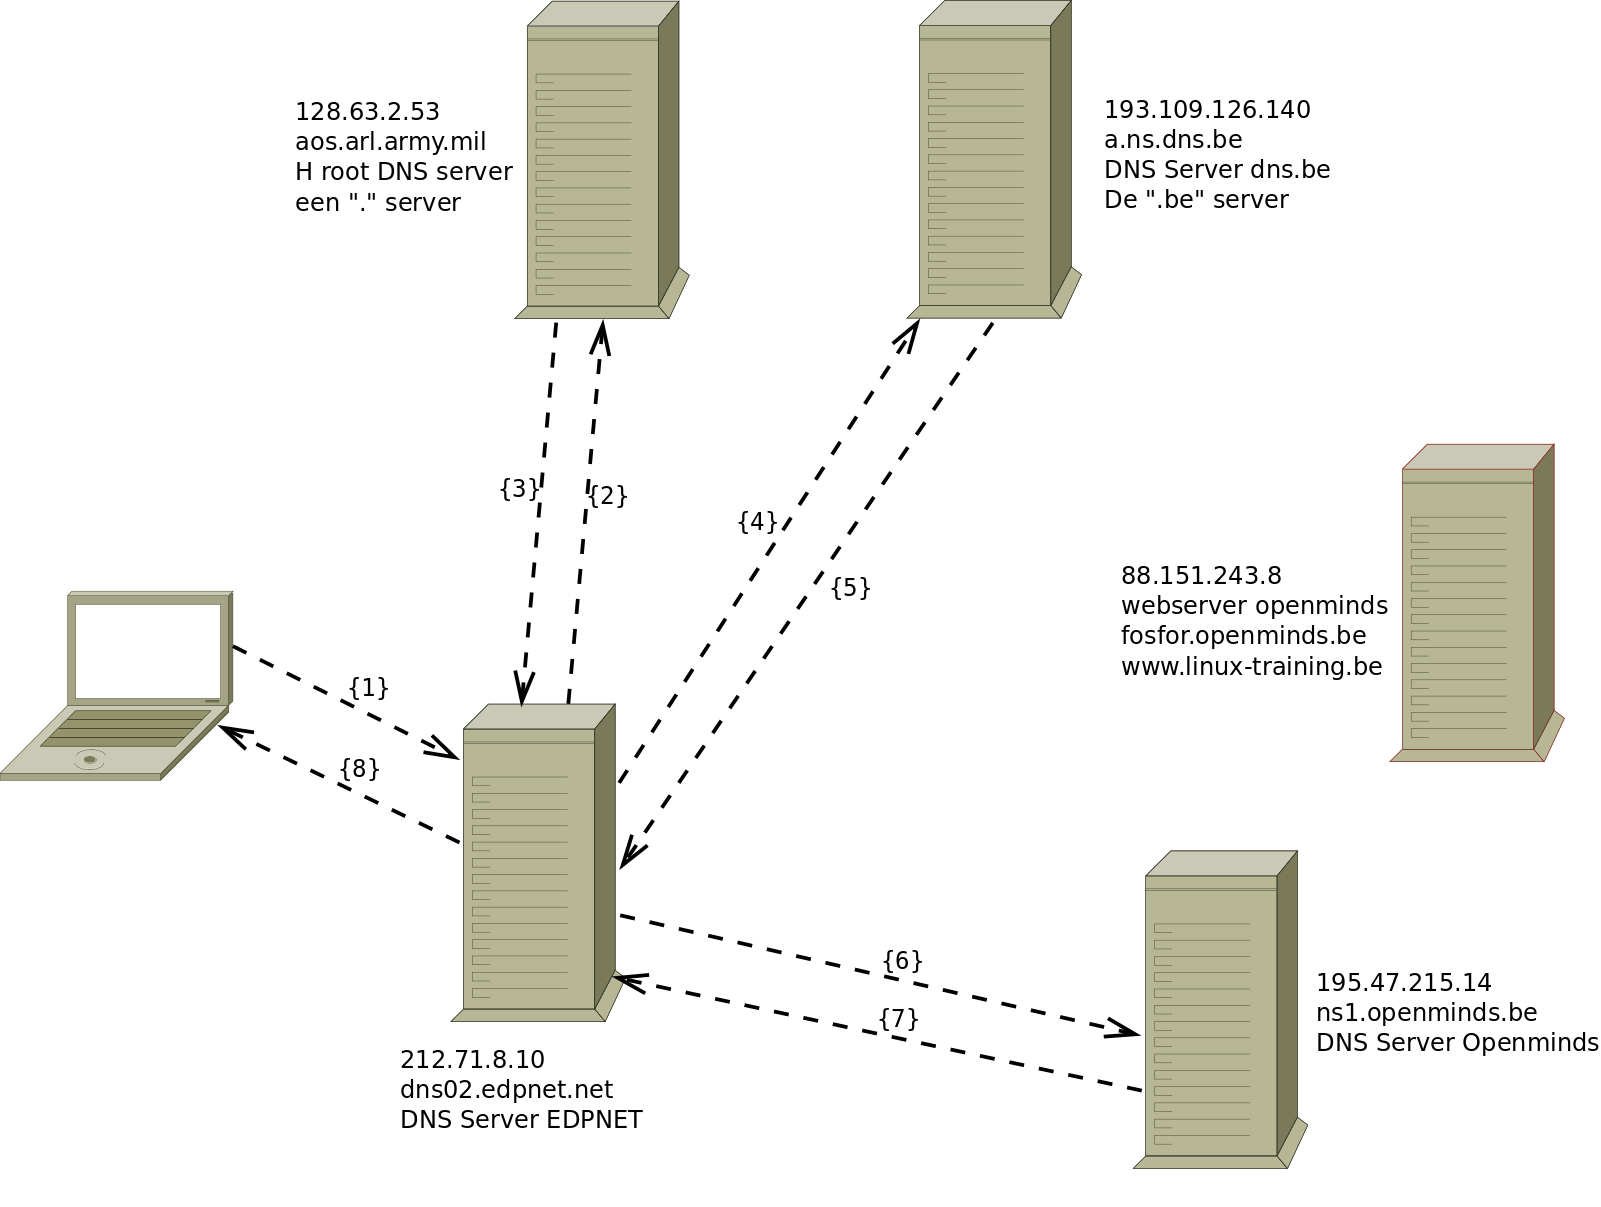 128.63.2.53
aos.arl.army.mil
H root DNS server
een "." server
193.109.126.140
a.ns.dns.be
DNS Server dns.be
De ".be" server
{3}
{2}
{4}
{5}
88.151.243.8
webserver openminds
fosfor.openminds.be
www.linux-training.be
{1}
{8}
{6}
{7}
195.47.215.14
ns1.openminds.be
DNS Server Openminds
212.71.8.10
dns02.edpnet.net
DNS Server EDPNET